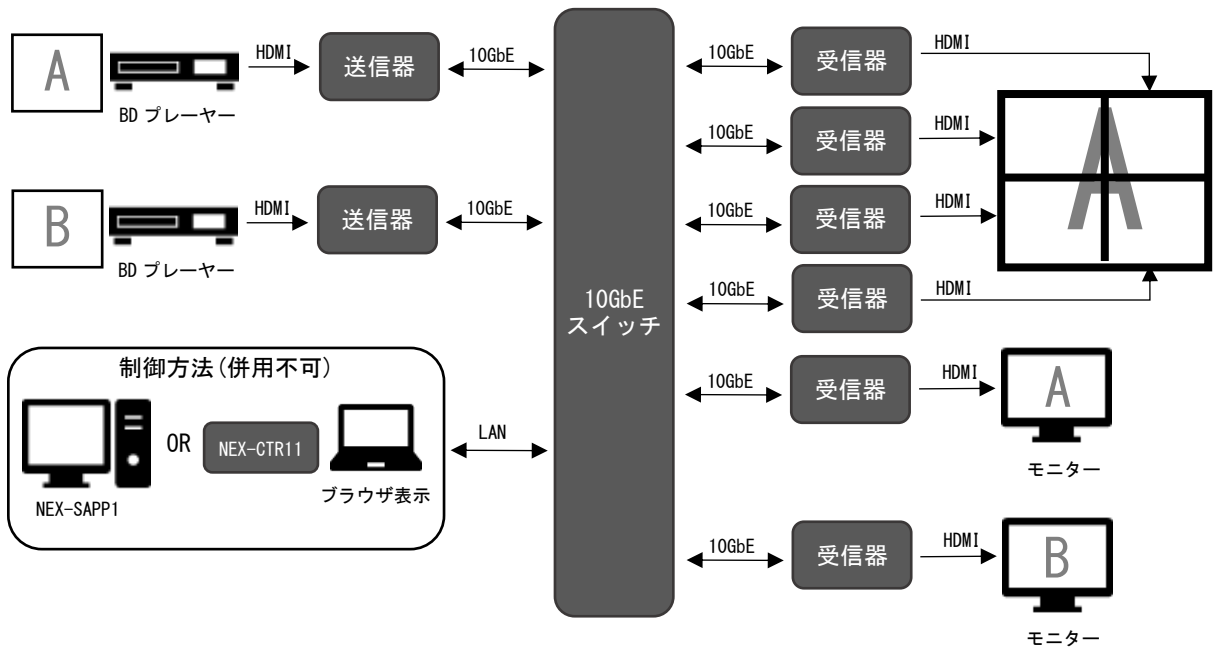 A
BD プレーヤー
HDMI
送信器
10GbE
B
BD プレーヤー
HDMI
送信器
10GbE
制御方法(併用不可)
NEX-SAPP1
OR
NEX-CTR11
ブラウザ表示
LAN
10GbE
スイッチ
10GbE
受信器
HDMI
10GbE
受信器
HDMI
10GbE
受信器
HDMI
10GbE
受信器
HDMI
A
10GbE
受信器
HDMI
A
モニター
10GbE
受信器
HDMI
B
モニター